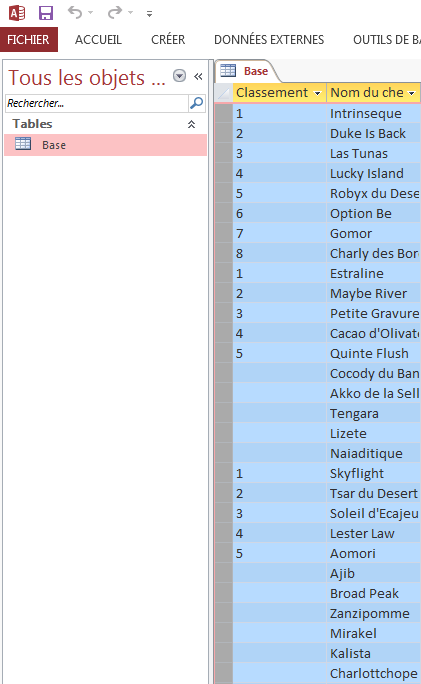 FICHIER ACCUEIL CRÉER DONNÉES EXTERNES OUTILS DE BA
Tous les objets ...
Rechercher...
Tables
Base
Base
Classement Nom du che
1 Intrinseque
2 Duke Is Back
3 Las Tunas
4 Lucky Island
5 Robyx du Dese
6 Option Be
7 Gomor
8 Charly des Bor
1 Estraline
2 Maybe River
3 Petite Gravure
4 Cacao d'Olivat
5 Quinte Flush
Cocody du Ban
Akko de la Sell
Tengara
Lizete
Naiaditique
1 Skyflight
2 Tsar du Desert
3 Soleil d'Ecajeu
4 Lester Law
5 Aomori
Ajib
Broad Peak
Zanzipomme
Mirakel
Kalista
Charlottchope